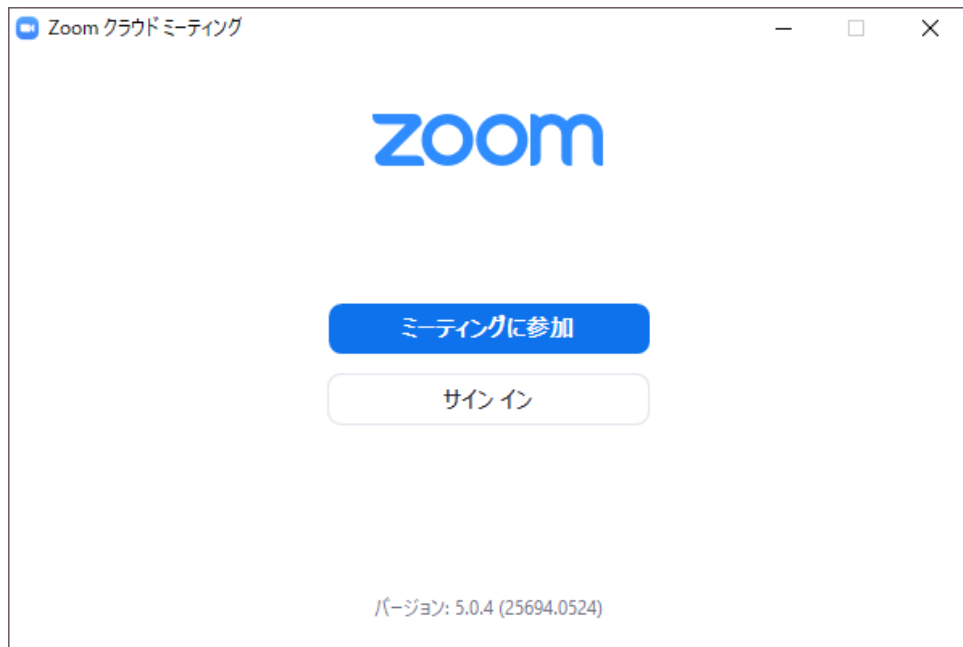 Zoom クラウド ミーティング
zoom
ミーティングに参加
サイン イン
バージョン: 5.0.4 (25694.0524)